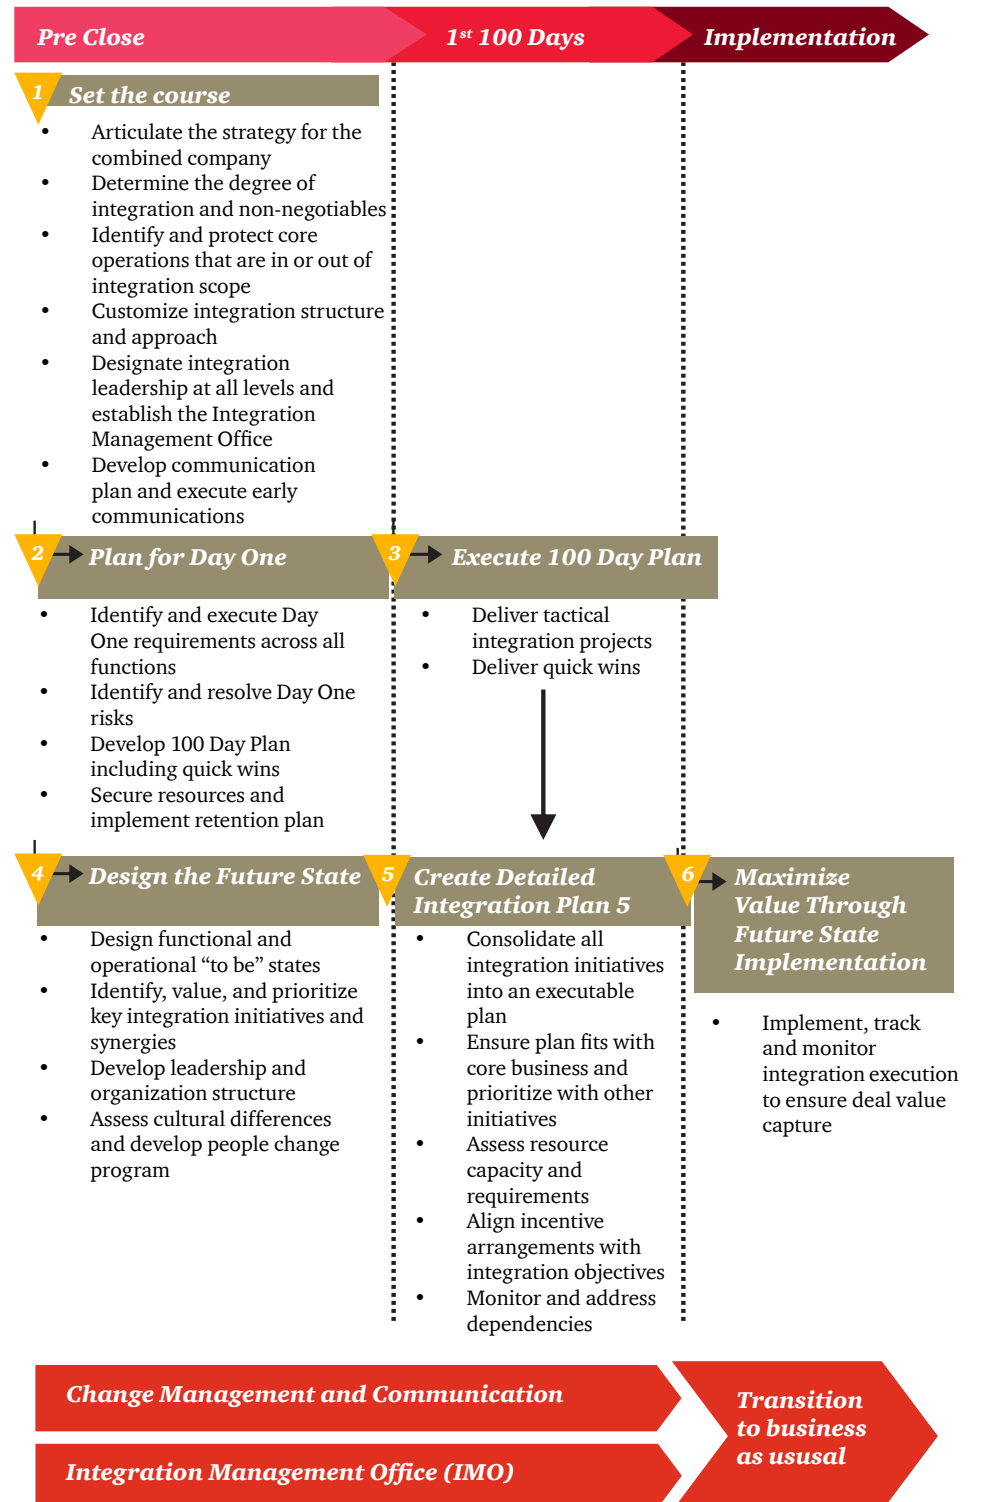 Pre Close
1st 100 Days
Implementation
1
Set the course
• Articulate the strategy for the
combined company
• Determine the degree of
integration and non-negotiables
• Identify and protect core
operations that are in or out of
integration scope
• Customize integration structure
and approach
• Designate integration
leadership at all levels and
establish the Integration
Management Office
• Develop communication
plan and execute early
communications
2
Plan for Day One
• Identify and execute Day
One requirements across all
functions
• Identify and resolve Day One
risks
• Develop 100 Day Plan
including quick wins
• Secure resources and
implement retention plan
3
Execute 100 Day Plan
• Deliver tactical
integration projects
• Deliver quick wins
4
Design the Future State
• Design functional and
operational “to be” states
• Identify, value, and prioritize
key integration initiatives and
synergies
• Develop leadership and
organization structure
• Assess cultural differences
and develop people change
program
5
Create Detailed
Integration Plan 5
• Consolidate all
integration initiatives
into an executable
plan
• Ensure plan fits with
core business and
prioritize with other
initiatives
• Assess resource
capacity and
requirements
• Align incentive
arrangements with
integration objectives
• Monitor and address
dependencies
6
Maximize
Value Through
Future State
Implementation
• Implement, track
and monitor
integration execution
to ensure deal value
capture
Change Management and Communication
Integration Management Office (IMO)
Transition
to business
as ususal